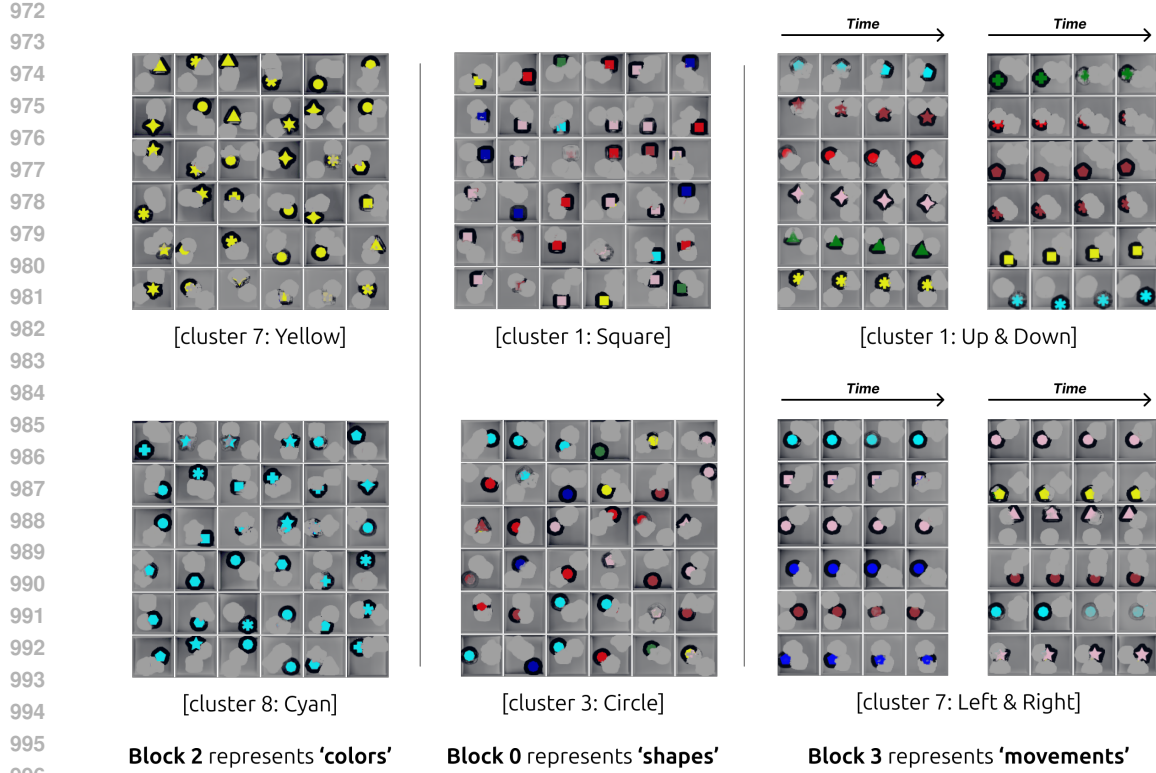 972
973
974
975
976
977
978
979
980
981
982
983
984
985
986
987
988
989
990
991
992
993
994
995
Time
Time
[cluster 7: Yellow]
[cluster 1: Square]
[cluster 1: Up & Down]
Time
Time
[cluster 8: Cyan]
[cluster 3: Circle]
[cluster 7: Left & Right]
Block 2 represents ‘colors’
Block 0 represents ‘shapes’
Block 3 represents ‘movements’